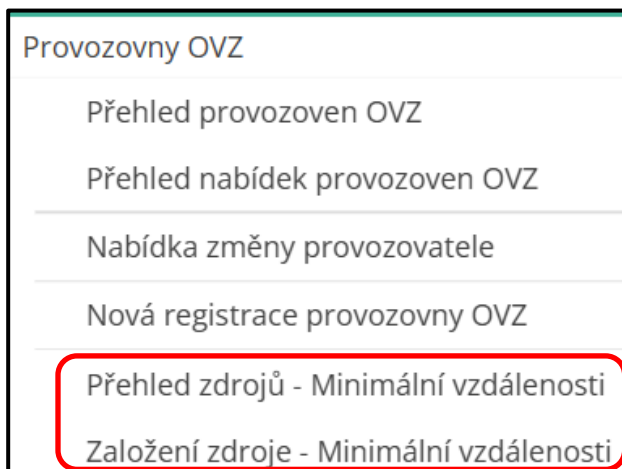 Provozovny OVZ
Přehled provozoven OVZ
Přehled nabídek provozoven OVZ
Nabídka změny provozovatele
Nová registrace provozovny OVZ
Přehled zdrojů - Minimální vzdálenosti
Založení zdroje - Minimální vzdálenosti